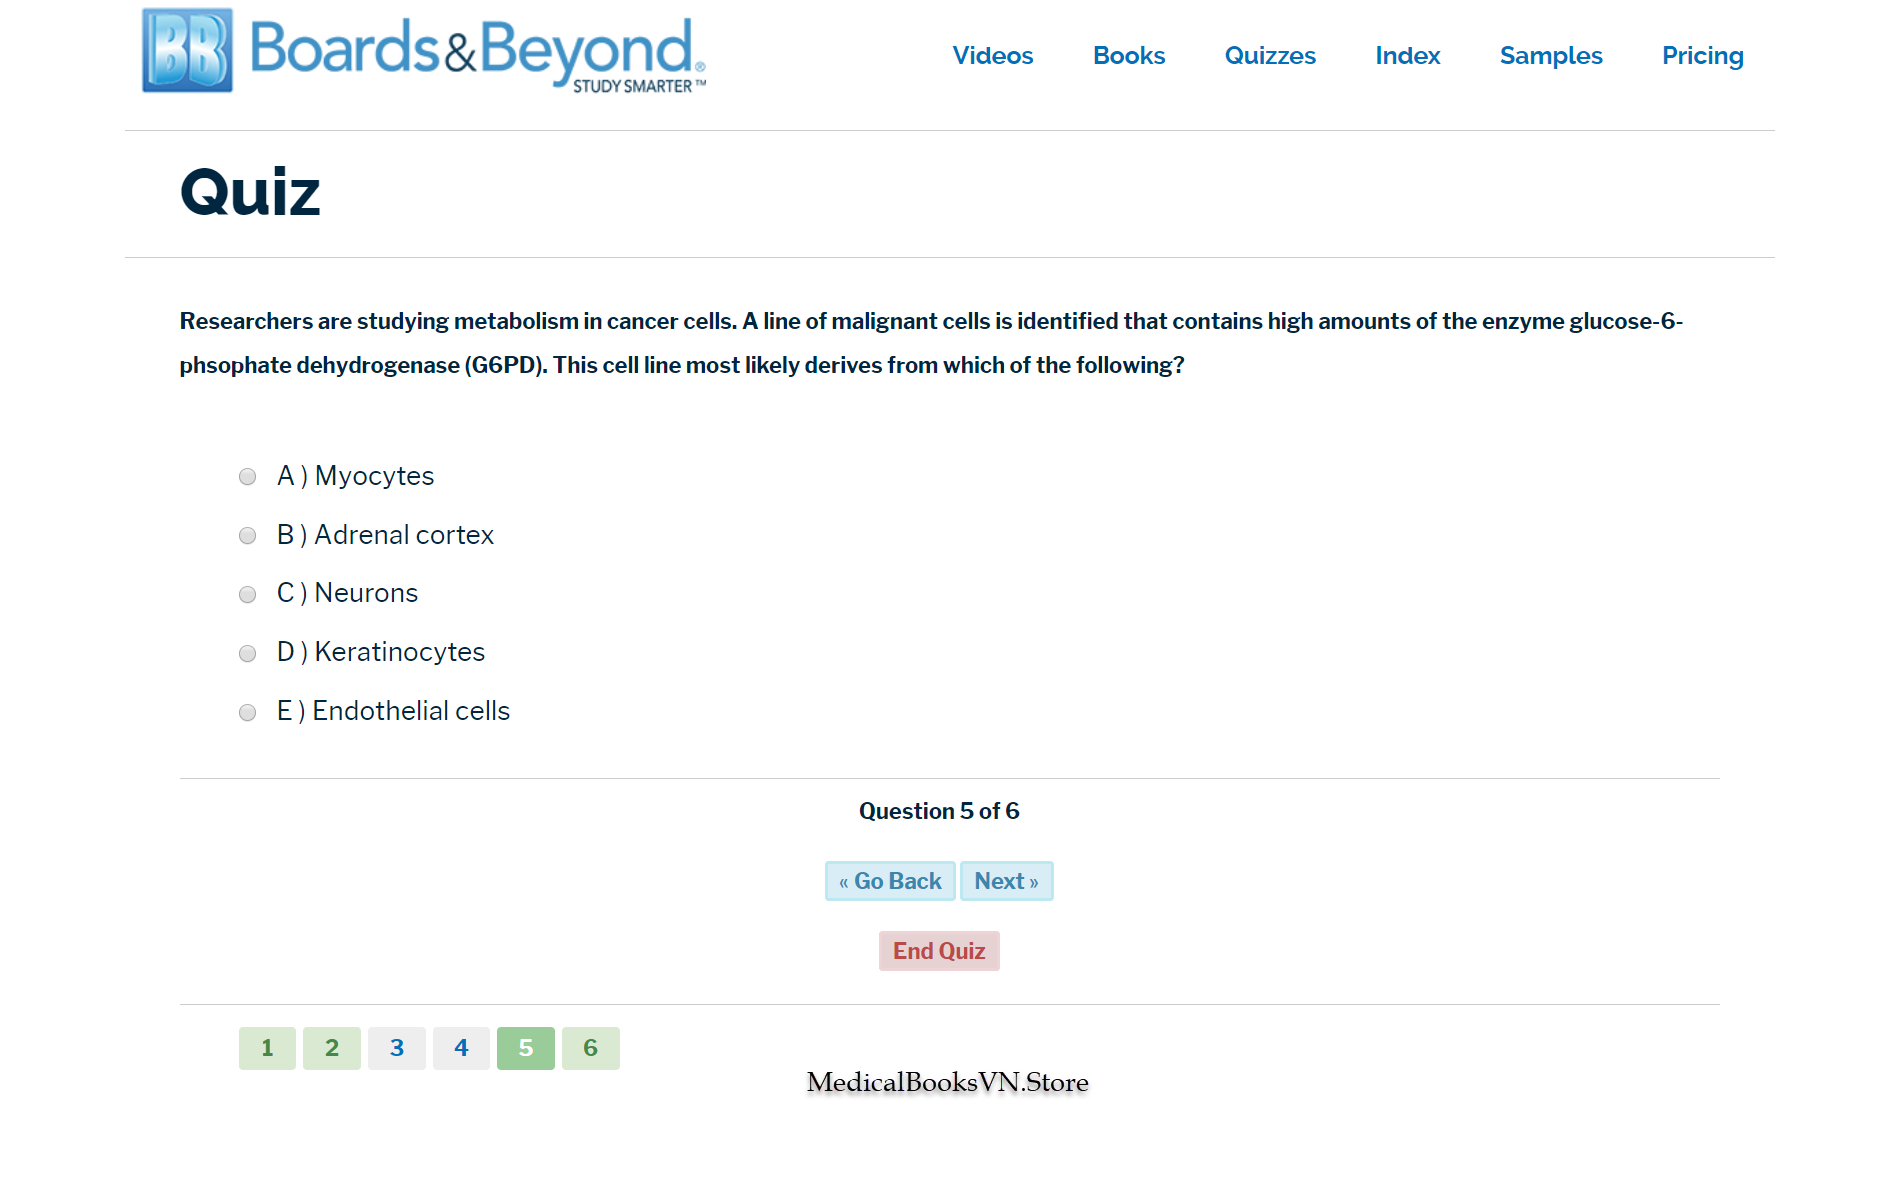 BB Boards&Beyond®
STUDY SMARTER™
Videos Books Quizzes Index Samples Pricing
Quiz
Researchers are studying metabolism in cancer cells. A line of malignant cells is identified that contains high amounts of the enzyme glucose-6-
phsophate dehydrogenase (G6PD). This cell line most likely derives from which of the following?
A ) Myocytes
B ) Adrenal cortex
C ) Neurons
D ) Keratinocytes
E ) Endothelial cells
Question 5 of 6
« Go Back Next »
End Quiz
1 2 3 4 5 6
MedicalBooksVN.Store